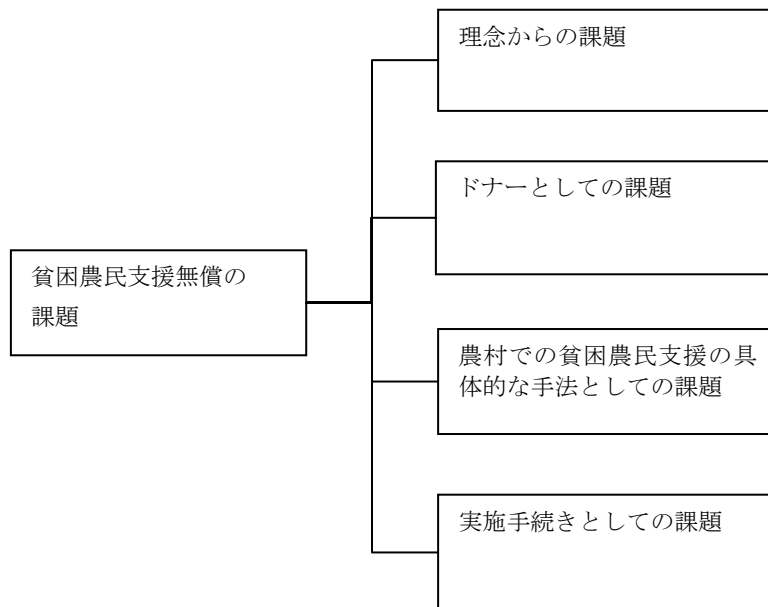 理念からの課題
ドナーとしての課題
貧困農民支援無償の
課題
農村での貧困農民支援の具
体的な手法としての課題
実施手続きとしての課題